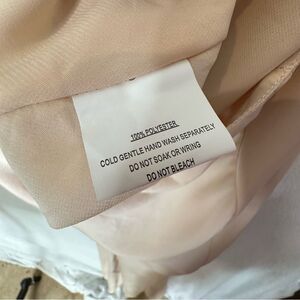 100% POLYESTER
COLD GENTLE HAND WASH SEPARATELY
DO NOT SOAK OR WRING
DO NOT BLEACH